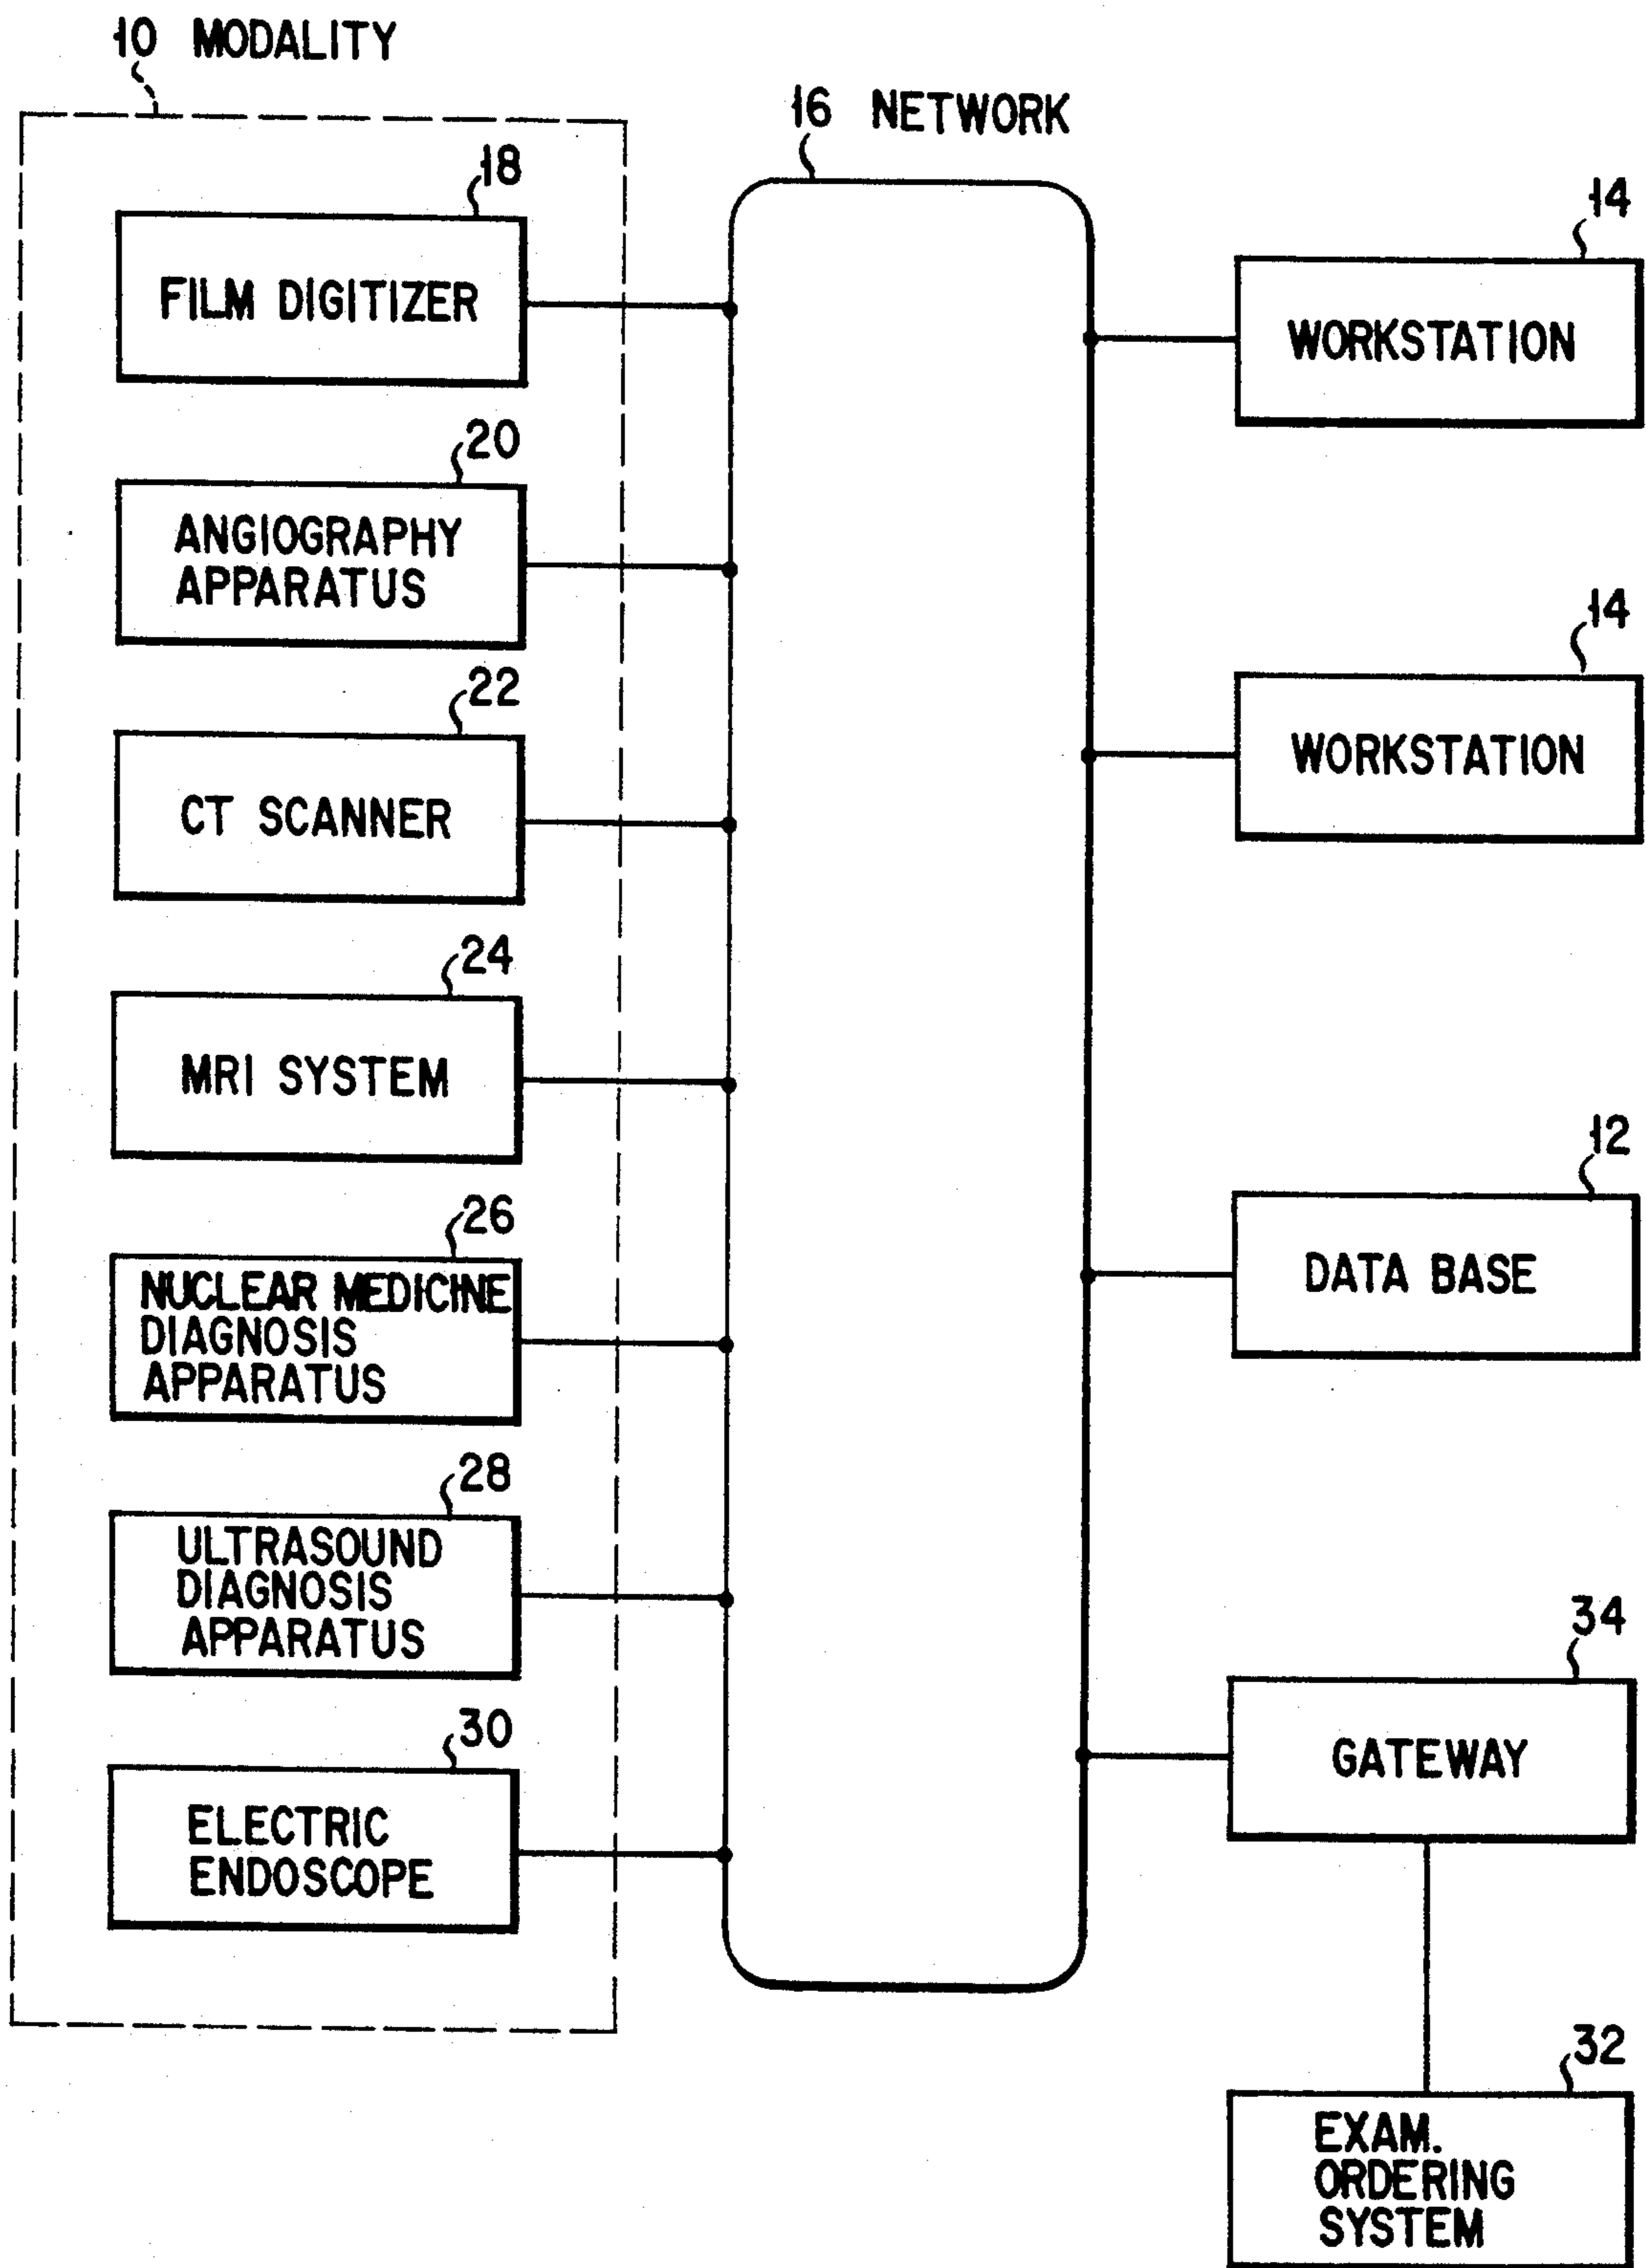 10 MODALITY
18
FILM DIGITIZER
20
ANGIOGRAPHY
APPARATUS
22
CT SCANNER
24
MRI SYSTEM
26
NUCLEAR MEDICINE
DIAGNOSIS
APPARATUS
28
ULTRASOUND
DIAGNOSIS
APPARATUS
30
ELECTRIC
ENDOSCOPE
16 NETWORK
14
WORKSTATION
14
WORKSTATION
12
DATA BASE
34
GATEWAY
32
EXAM.
ORDERING
SYSTEM